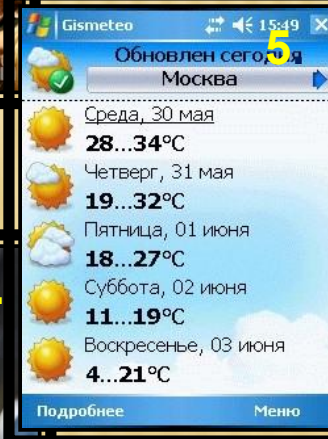 Gismeteo 15:49
5
Обновлен сегодня
Москва
Среда, 30 мая
28...34°C
Четверг, 31 мая
19...32°C
Пятница, 01 июня
18...27°C
Суббота, 02 июня
11...19°C
Воскресенье, 03 июня
4...21°C
Подробнее Меню